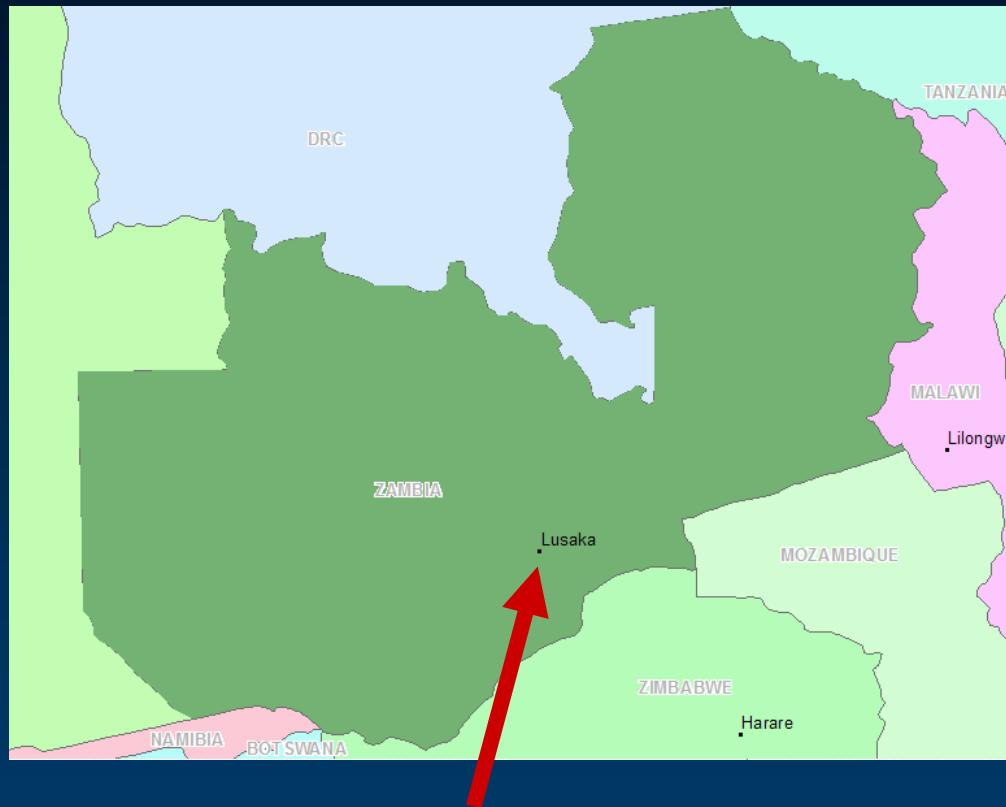 TANZANIA
DRC
MALAWI
Lilongw
ZAMBIA
Lusaka
MOZAMBIQUE
ZIMBABWE
Harare
NAMIBIA
BOTSWANA